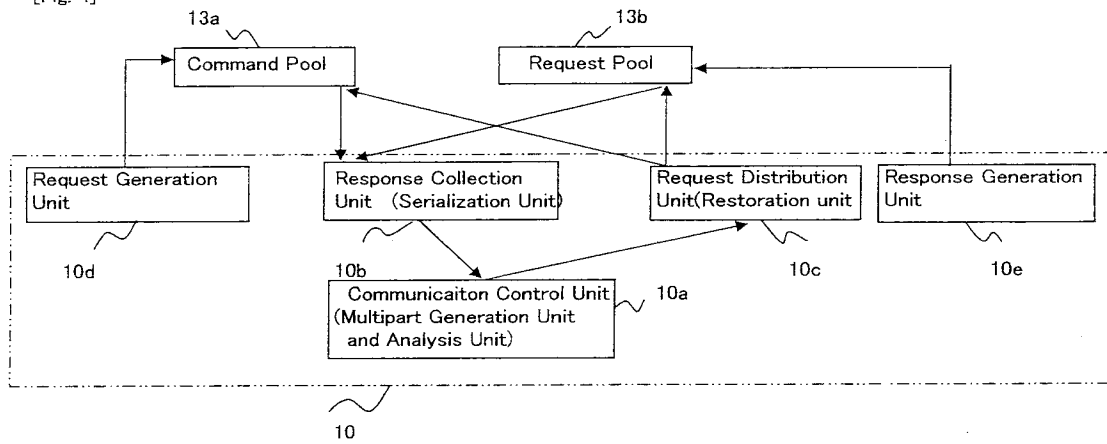 13a
13b
Command Pool
Request Pool
Request Generation
Unit
Response Collection
Unit (Serialization Unit)
Request Distribution
Unit(Restoration unit
Response Generation
Unit
10d
10b
10c
10e
Communicaiton Control Unit
(Multipart Generation Unit
and Analysis Unit)
10a
10